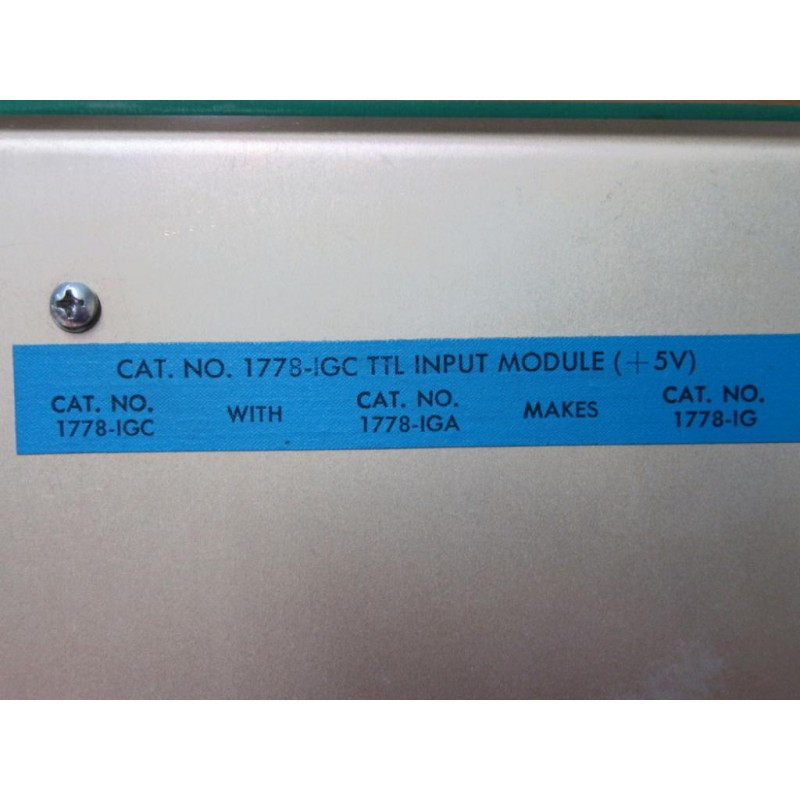 CAT. NO. 1778-IGC TTL INPUT MODULE (+5V)
CAT. NO. 1778-IGC WITH CAT. NO. 1778-IGA MAKES CAT. NO. 1778-IG